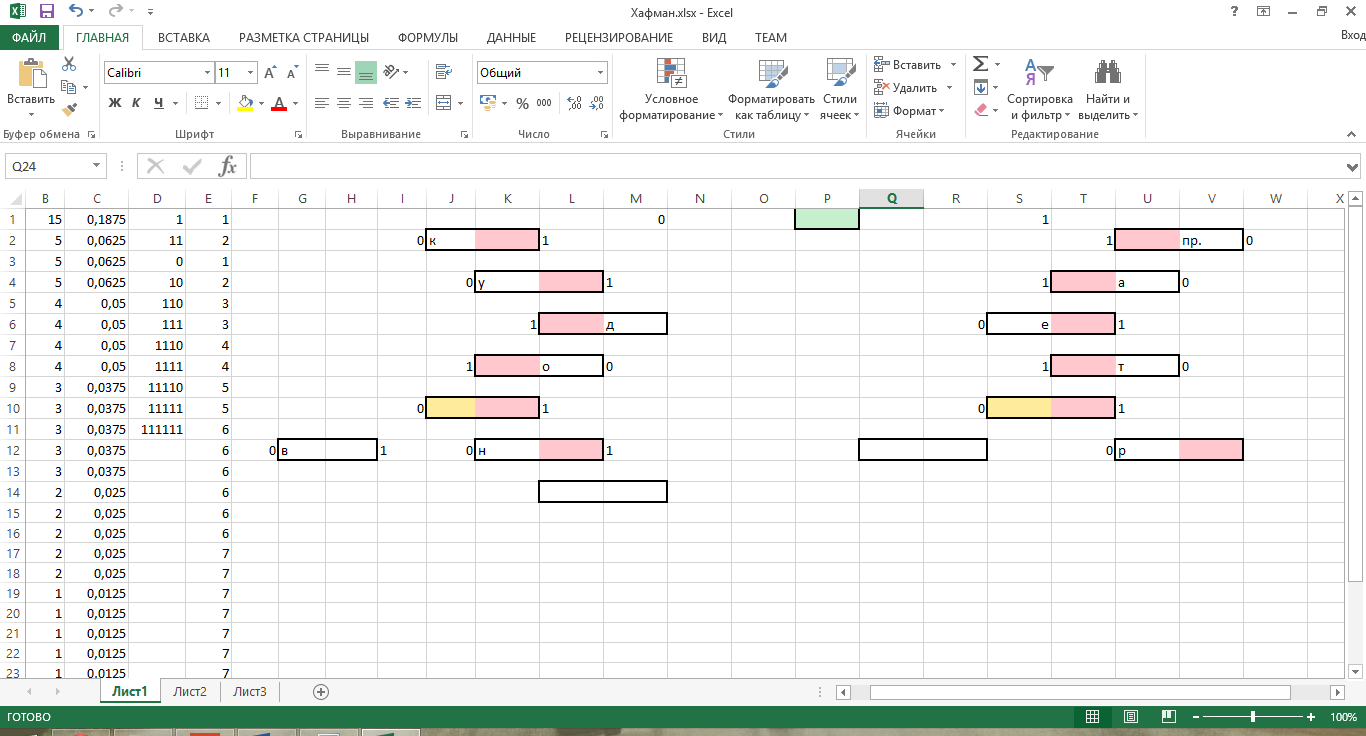 Хафман.xlsx - Excel
ФАЙЛ ГЛАВНАЯ ВСТАВКА РАЗМЕТКА СТРАНИЦЫ ФОРМУЛЫ ДАННЫЕ РЕЦЕНЗИРОВАНИЕ ВИД TEAM Вход
Вставить
Calibri 11
Ж К Ч
Общий
% 000
Условное форматирование
Форматировать как таблицу
Стили ячеек
Вставить
Удалить
Формат
Сортировка и фильтр
Найти и выделить
Буфер обмена Шрифт Выравнивание Число Стили Ячейки Редактирование
Q24 fx
B C D E F G H I J K L M N O P Q R S T U V W X
1 15 0,1875 1 1 0 1
2 5 0,0625 11 2 0 к 1 1 пр. 0
3 5 0,0625 0 1
4 5 0,0625 10 2 0 у 1 1 а 0
5 4 0,05 110 3
6 4 0,05 111 3 1 д 0 е 1
7 4 0,05 1110 4
8 4 0,05 1111 4 1 о 0 1 т 0
9 3 0,0375 11110 5
10 3 0,0375 11111 5 0 1 0 1
11 3 0,0375 111111 6
12 3 0,0375 6 0 в 1 0 н 1 0 р
13 3 0,0375 6
14 2 0,025 6
15 2 0,025 6
16 2 0,025 6
17 2 0,025 7
18 2 0,025 7
19 1 0,0125 7
20 1 0,0125 7
21 1 0,0125 7
22 1 0,0125 7
23 1 0,0125 7
Лист1 Лист2 Лист3
ГОТОВО 100%